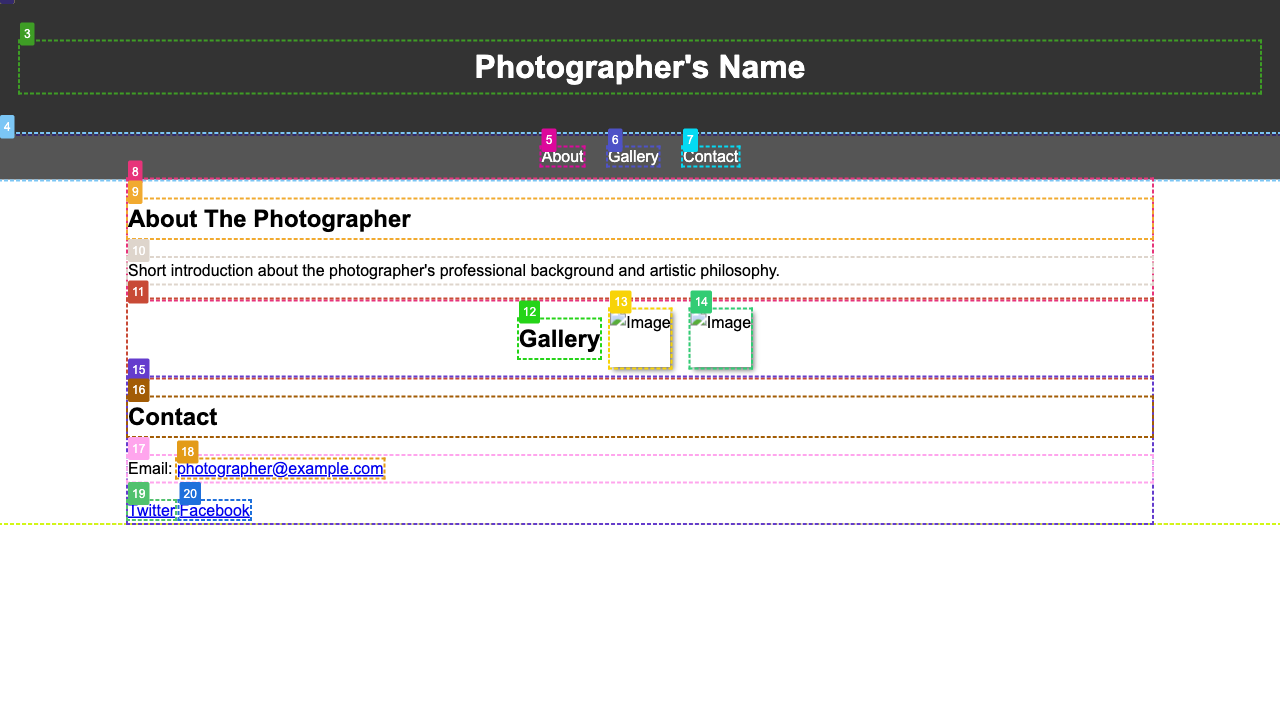 3
Photographer's Name
4
5 6 7
About Gallery Contact
8
9
About The Photographer
10
Short introduction about the photographer's professional background and artistic philosophy.
11
12 13 14
Gallery Image Image
15
16
Contact
17 18
Email: photographer@example.com
19 20
Twitter Facebook